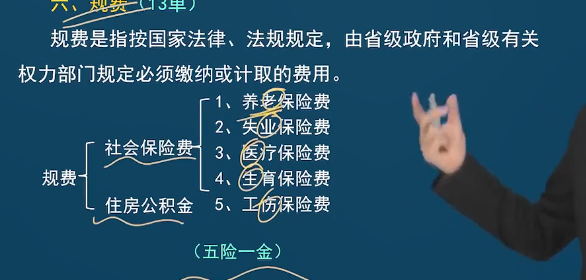 六、规费（13单）
规费是指按国家法律、法规规定，由省级政府和省级有关
权力部门规定必须缴纳或计取的费用。
规费
社会保险费
1、养老保险费
2、失业保险费
3、医疗保险费
4、生育保险费
5、工伤保险费
住房公积金
（五险一金）